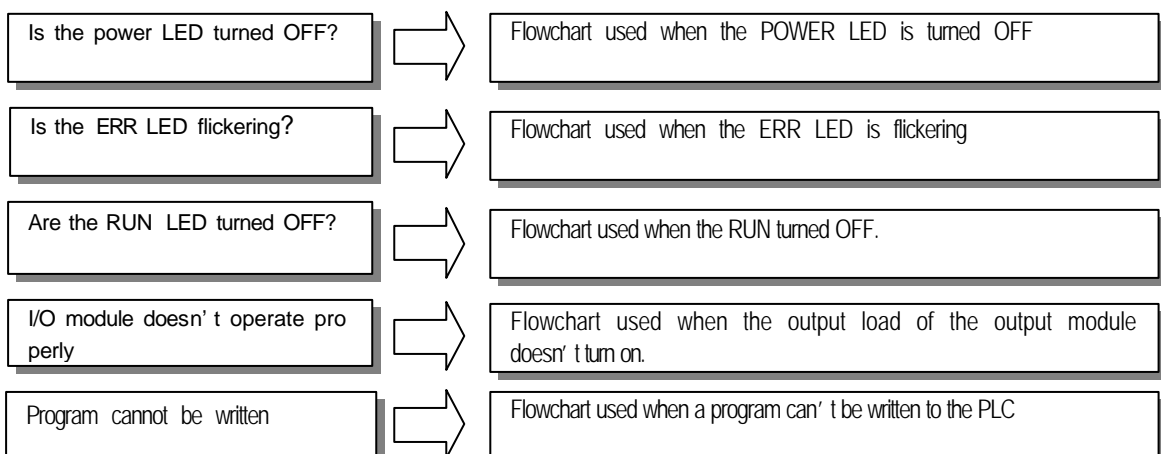 Is the power LED turned OFF?
Flowchart used when the POWER LED is turned OFF
Is the ERR LED flickering?
Flowchart used when the ERR LED is flickering
Are the RUN LED turned OFF?
Flowchart used when the RUN turned OFF.
I/O module doesn' t operate pro
perly
Flowchart used when the output load of the output module
doesn' t turn on.
Program cannot be written
Flowchart used when a program can' t be written to the PLC